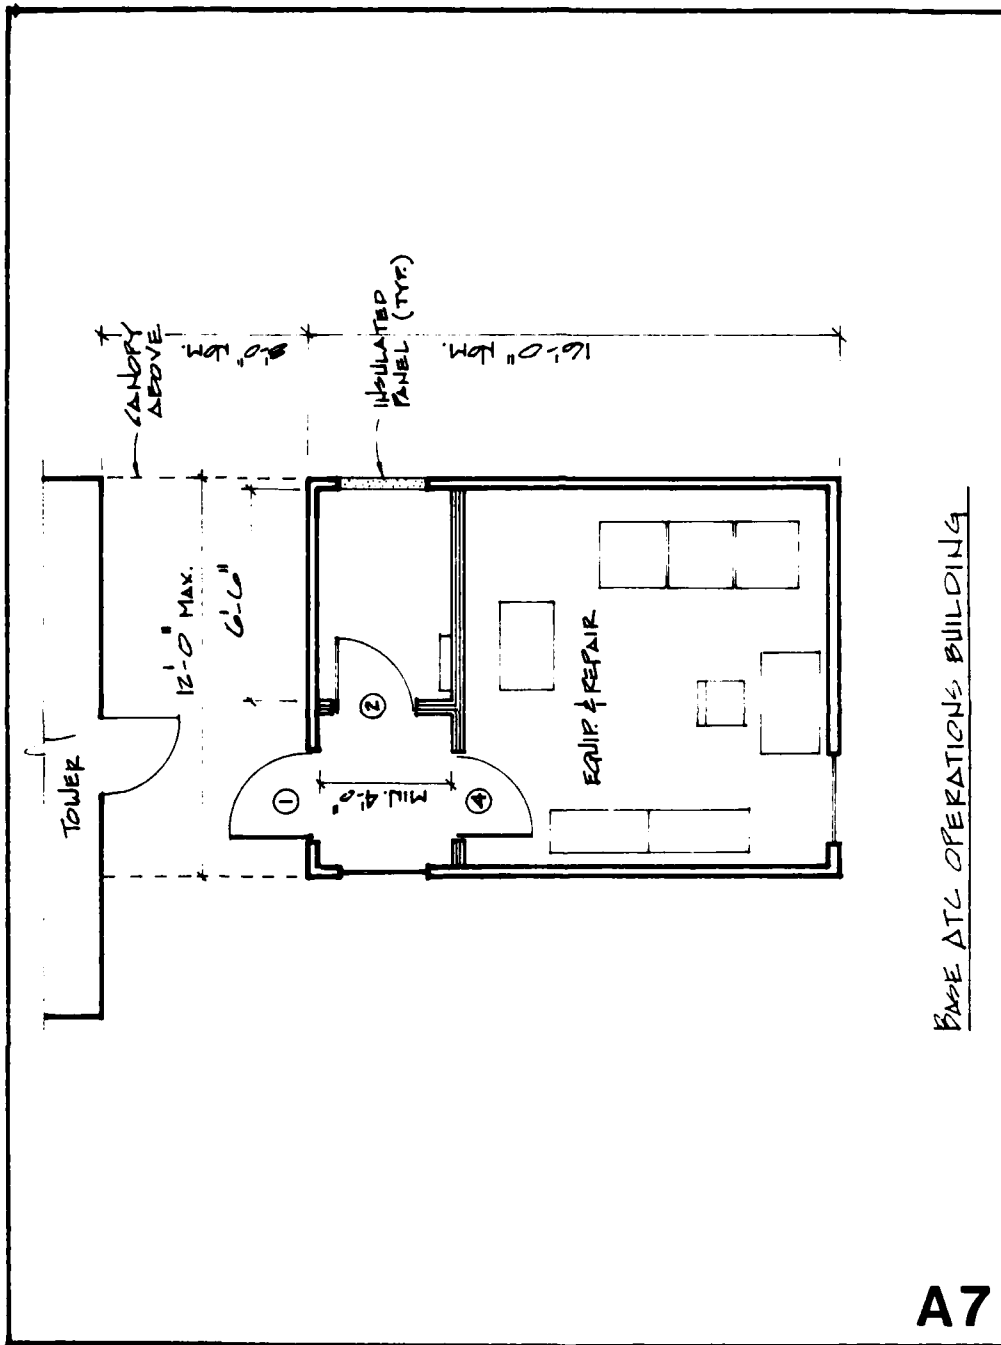 TOWER
CANOPY
ABOVE
8'-0" NOM.
12'-0" MAX.
6'-6"
INSULATED
PANEL (TYP.)
16'-0" NOM.
1
2
MIN. 4'-0"
4
EQUIP. & REPAIR
BASE ATC OPERATIONS BUILDING
A7